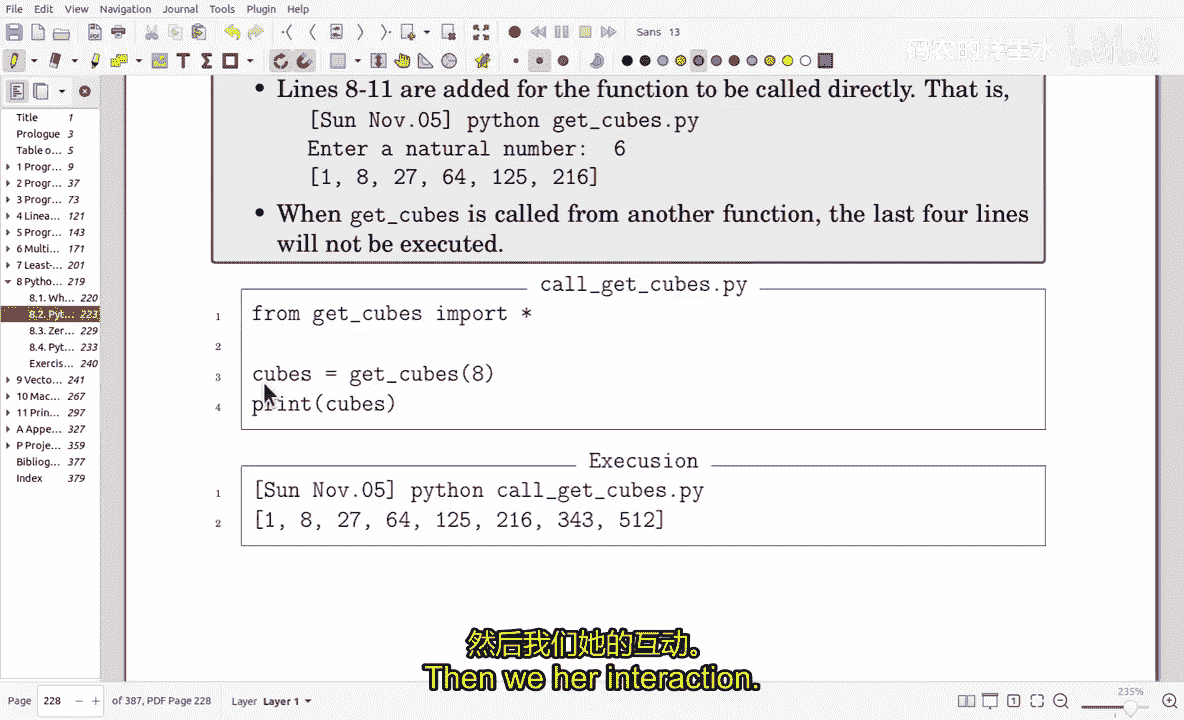 File Edit View Navigation Journal Tools Plugin Help
Sans 13
Title 1
Prologue 3
Table o... 5
1 Progr... 9
2 Progr... 37
3 Progr... 73
4 Linea... 121
5 Progr... 143
6 Multi... 171
7 Least-... 201
8 Pytho... 219
8.1. Wh... 220
8.2. Pyt... 223
8.3. Zer... 229
8.4. Pyt... 233
Exercis... 240
9 Vecto... 241
10 Mac... 267
11 Prin... 297
A Appe... 327
P Proje... 359
Bibliog... 377
Index 379
• Lines 8-11 are added for the function to be called directly. That is,
[Sun Nov.05] python get_cubes.py
Enter a natural number: 6
[1, 8, 27, 64, 125, 216]
• When get_cubes is called from another function, the last four lines
will not be executed.
call_get_cubes.py
1 from get_cubes import *
2
3 cubes = get_cubes(8)
4 print(cubes)
Execusion
1 [Sun Nov.05] python call_get_cubes.py
2 [1, 8, 27, 64, 125, 216, 343, 512]
然后我们她的互动。
Then we her interaction.
Page 228 of 387, PDF Page 228 Layer Layer 1
235%